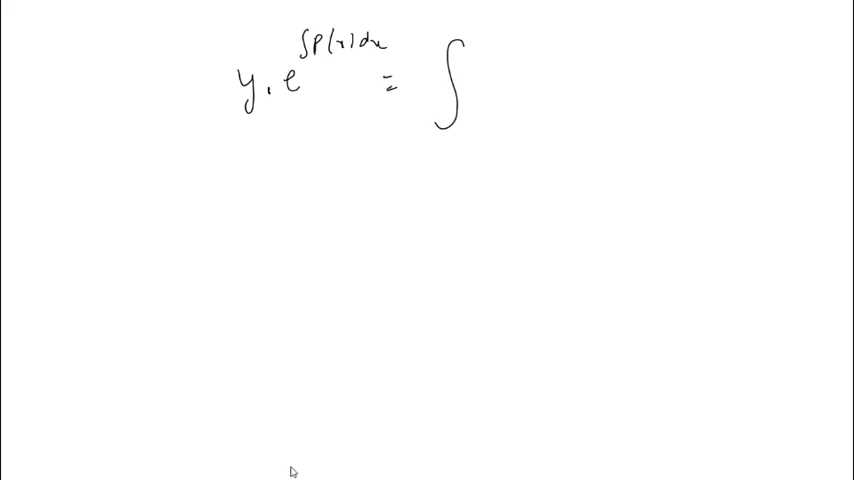 y. e^{∫P(x)dx} = ∫